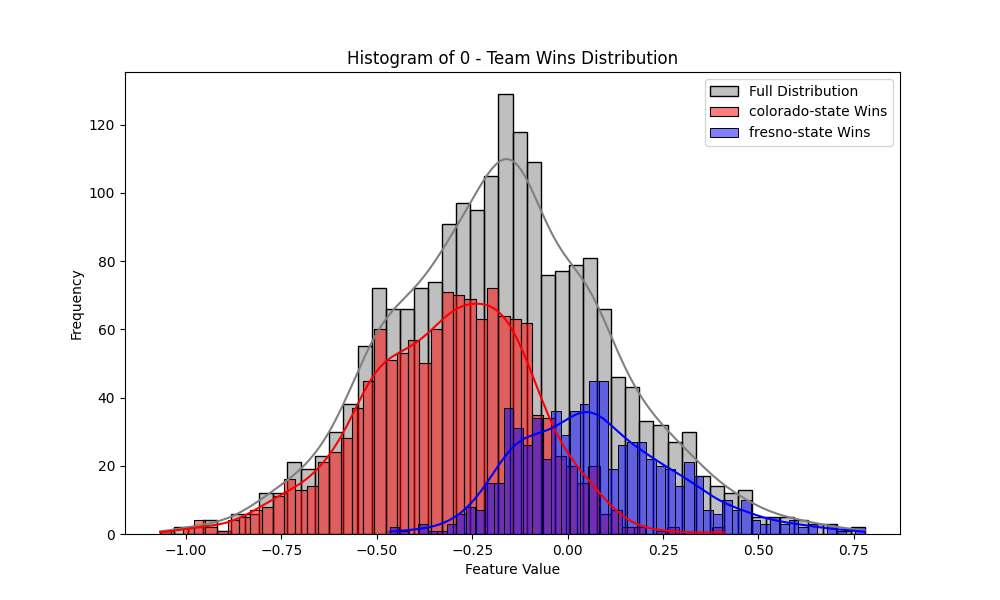 Histogram of 0 - Team Wins Distribution
Full Distribution
colorado-state Wins
fresno-state Wins
Frequency
120
100
80
60
40
20
0
−1.00 −0.75 −0.50 −0.25 0.00 0.25 0.50 0.75
Feature Value